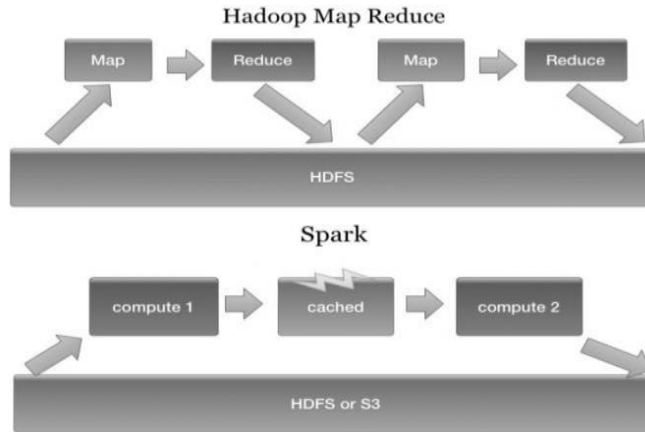 Hadoop Map Reduce
Map Reduce Map Reduce
HDFS
Spark
compute 1 cached compute 2
HDFS or S3